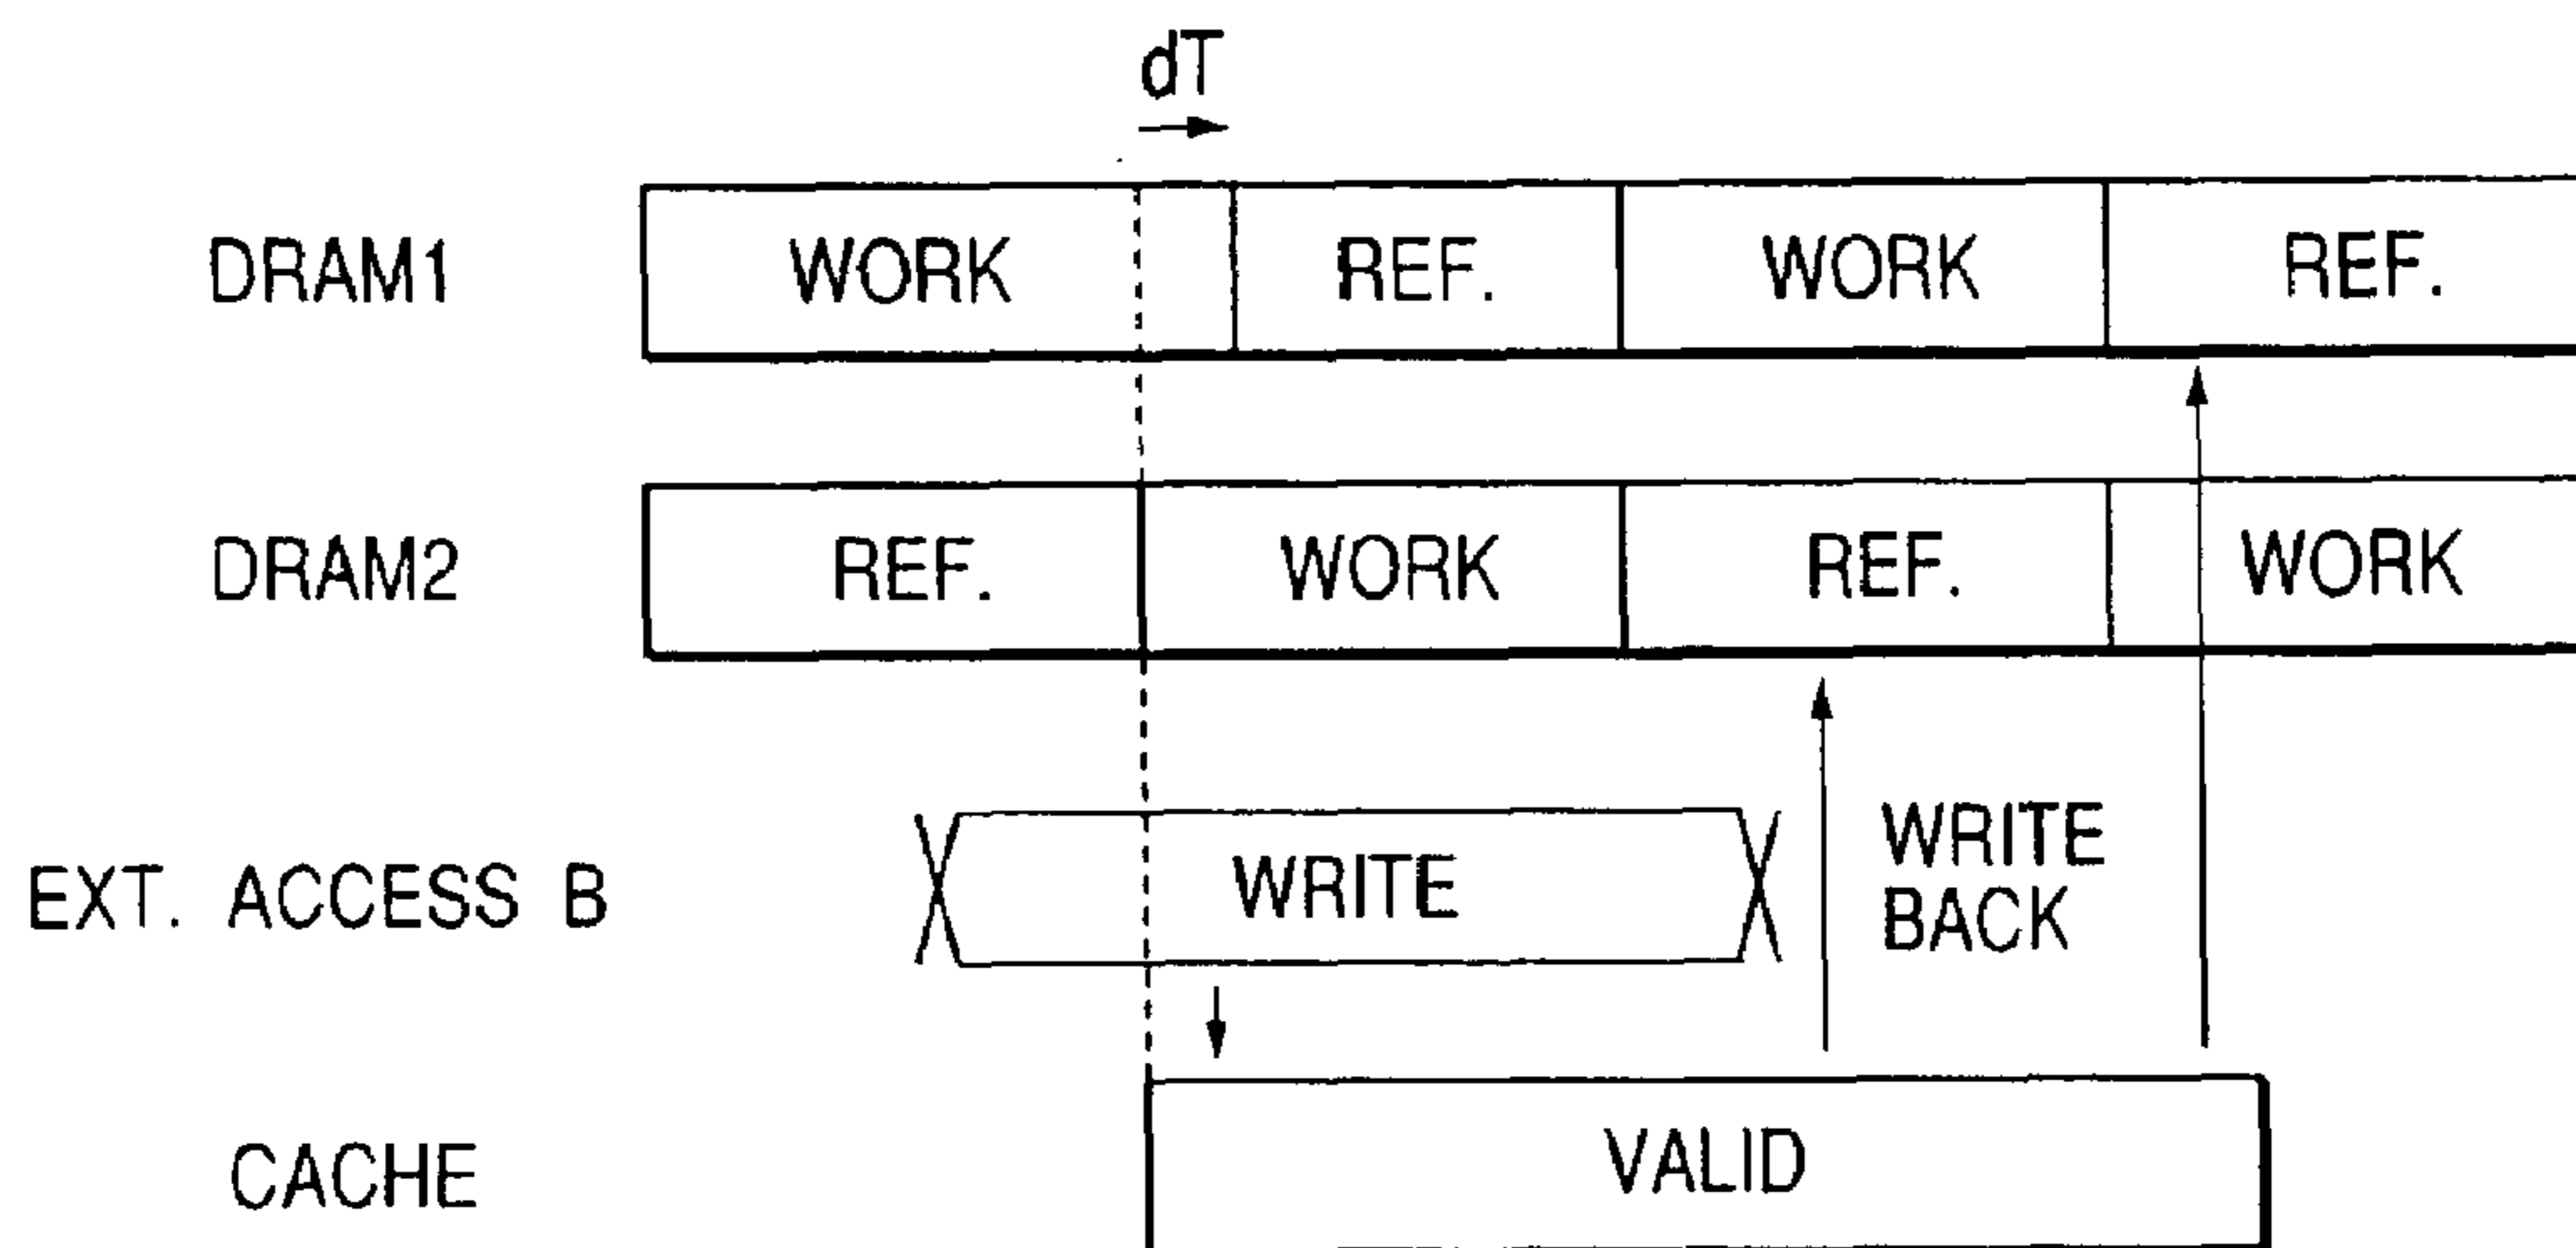 dT
DRAM1 WORK REF. WORK REF.
DRAM2 REF. WORK REF. WORK
EXT. ACCESS B WRITE WRITE
BACK
CACHE VALID